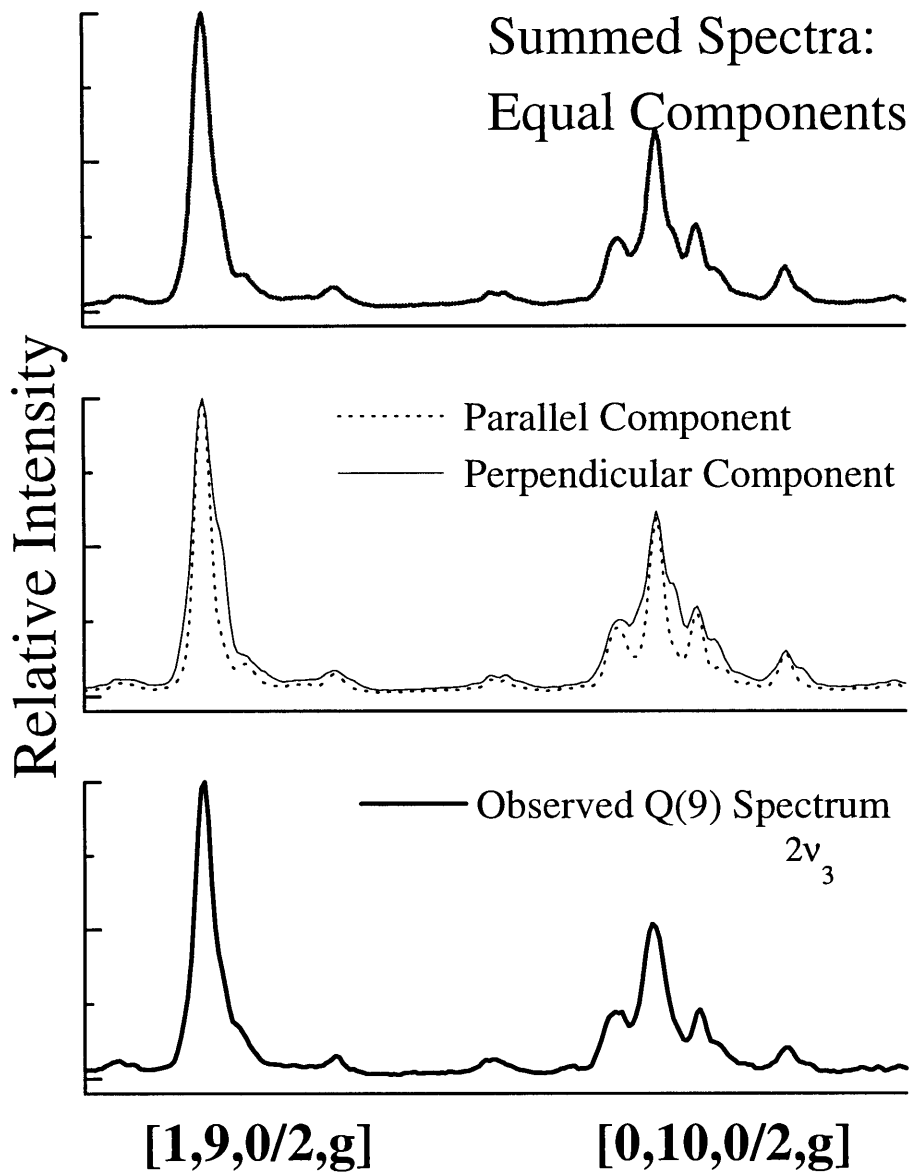 Summed Spectra:
Equal Components
Relative Intensity
Parallel Component
Perpendicular Component
Observed Q(9) Spectrum
2ν₃
[1,9,0/2,g]
[0,10,0/2,g]